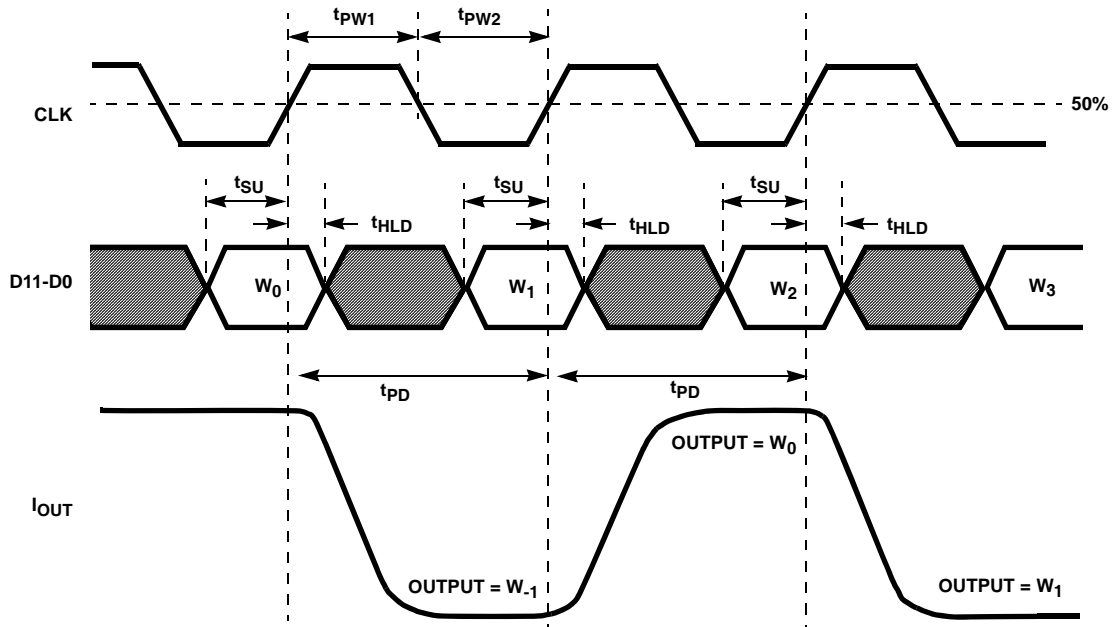 tPW1 tPW2
CLK
50%
tSU tSU tSU
tHLD tHLD tHLD
D11-D0
W0 W1 W2 W3
tPD tPD
OUTPUT = W0
IOUT
OUTPUT = W-1 OUTPUT = W1